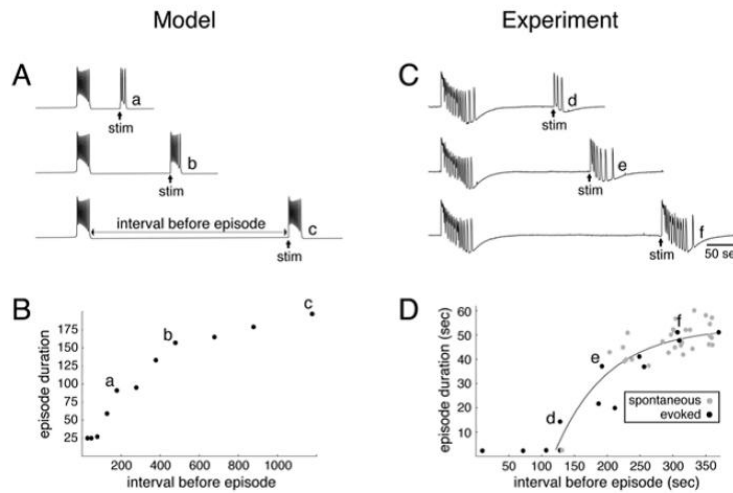 Model
Experiment
A
a
stim
b
stim
interval before episode
c
stim
C
d
stim
e
stim
f
stim
50 se
B
episode duration
175
150
125
100
75
50
25
a
b
c
200 400 600 800 1000
interval before episode
D
episode duration (sec)
60
50
40
30
20
10
0
d
e
f
spontaneous
evoked
50 100 150 200 250 300 350
interval before episode (sec)